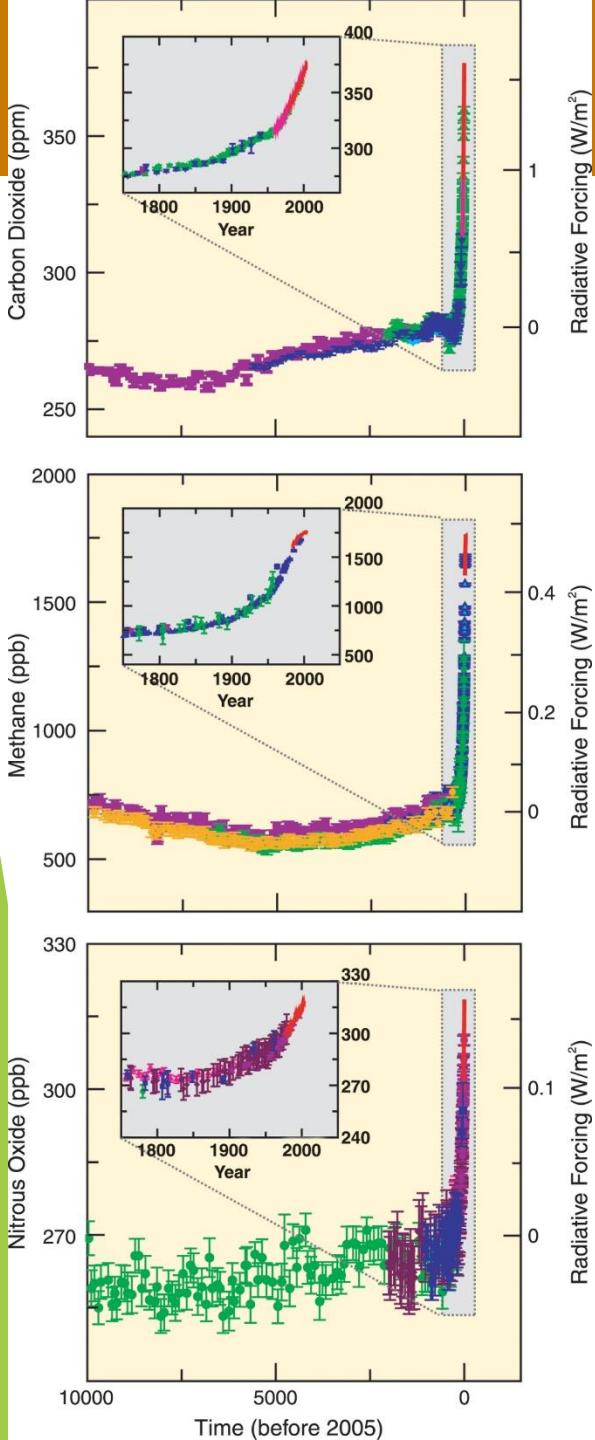 400
350
300
1800 1900 2000
Year
Carbon Dioxide (ppm)
350
300
250
1
0
Radiative Forcing (W/m²)
2000
1500
1000
500
2000
1500
1000
500
1800 1900 2000
Year
Methane (ppb)
0.4
0.2
0
Radiative Forcing (W/m²)
330
300
270
330
300
270
240
1800 1900 2000
Year
Nitrous Oxide (ppb)
0.1
0
Radiative Forcing (W/m²)
10000 5000 0
Time (before 2005)